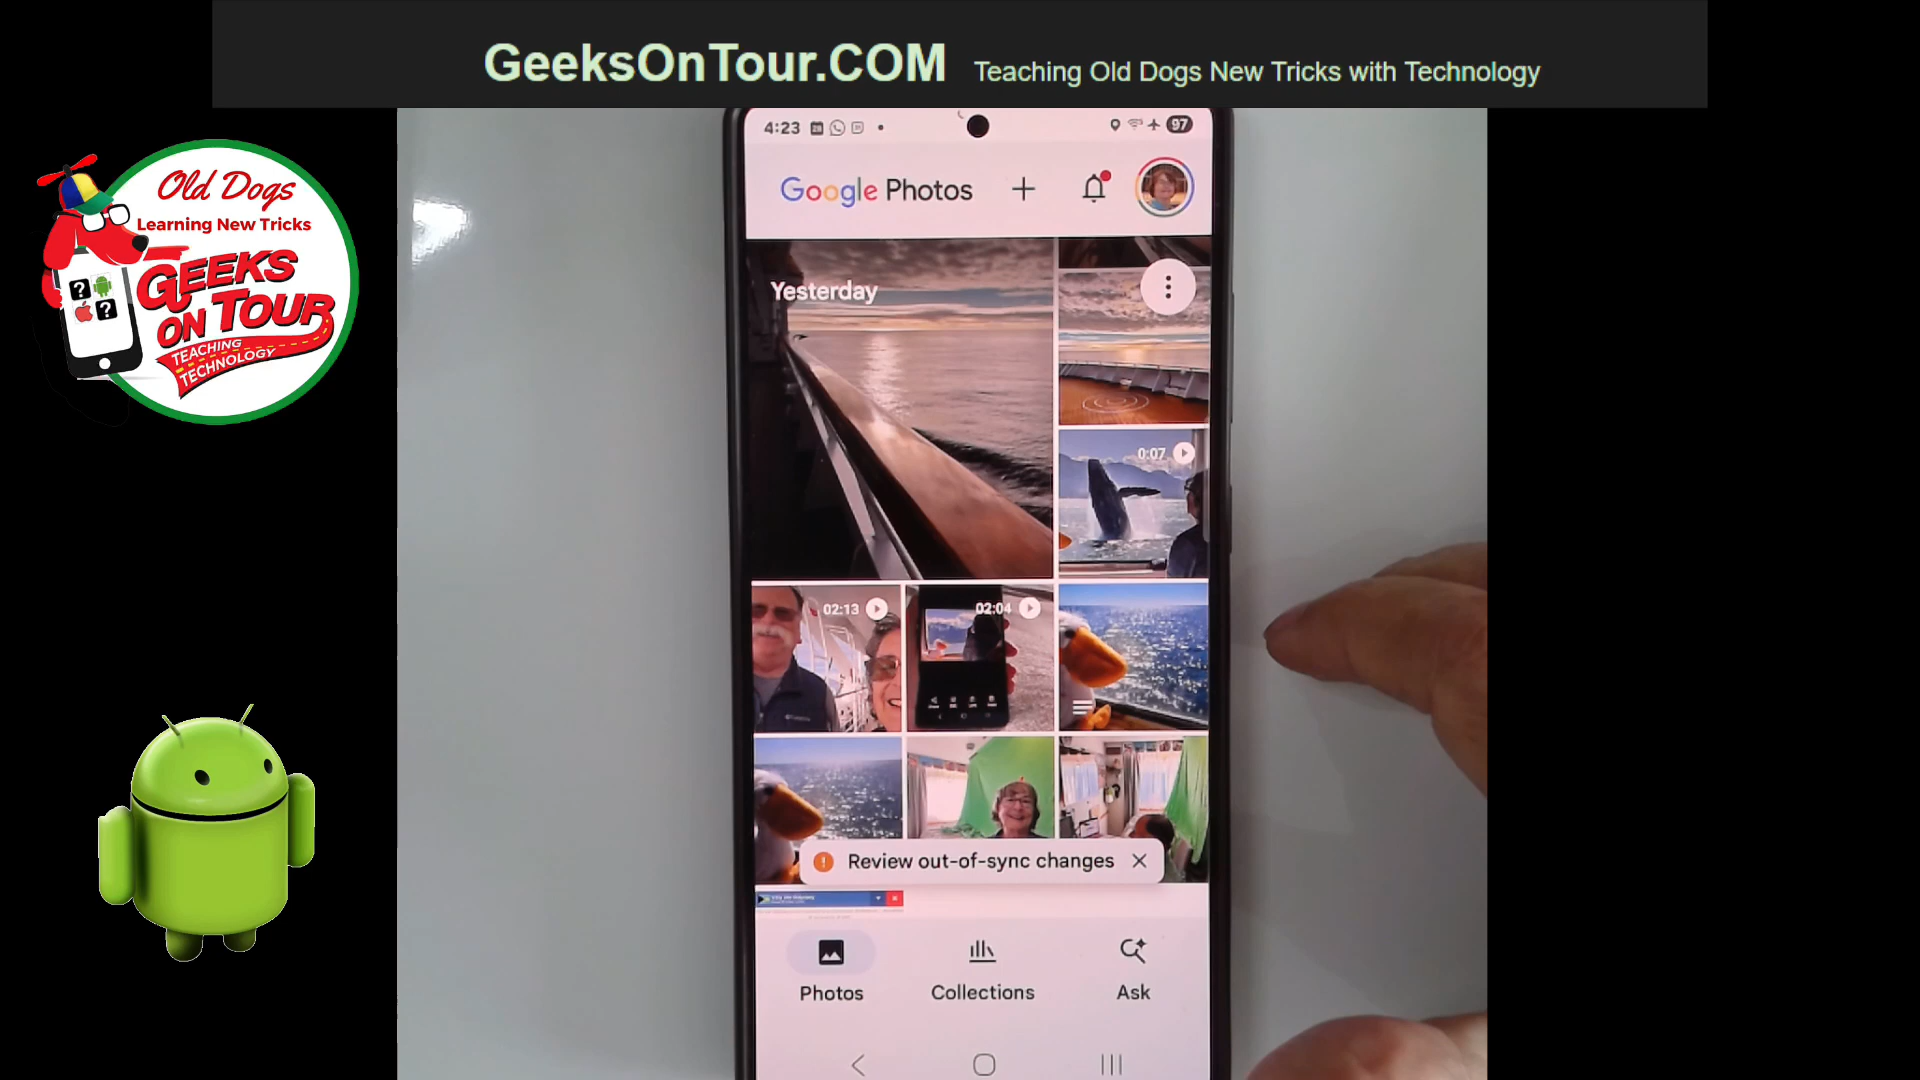 GeeksOnTour.COM Teaching Old Dogs New Tricks with Technology
Old Dogs
Learning New Tricks
GEEKS
ON TOUR
TEACHING
TECHNOLOGY
? 
?
4:23
97
Google Photos
Yesterday
0:07
02:13
02:04
Review out-of-sync changes
Photos
Collections
Ask